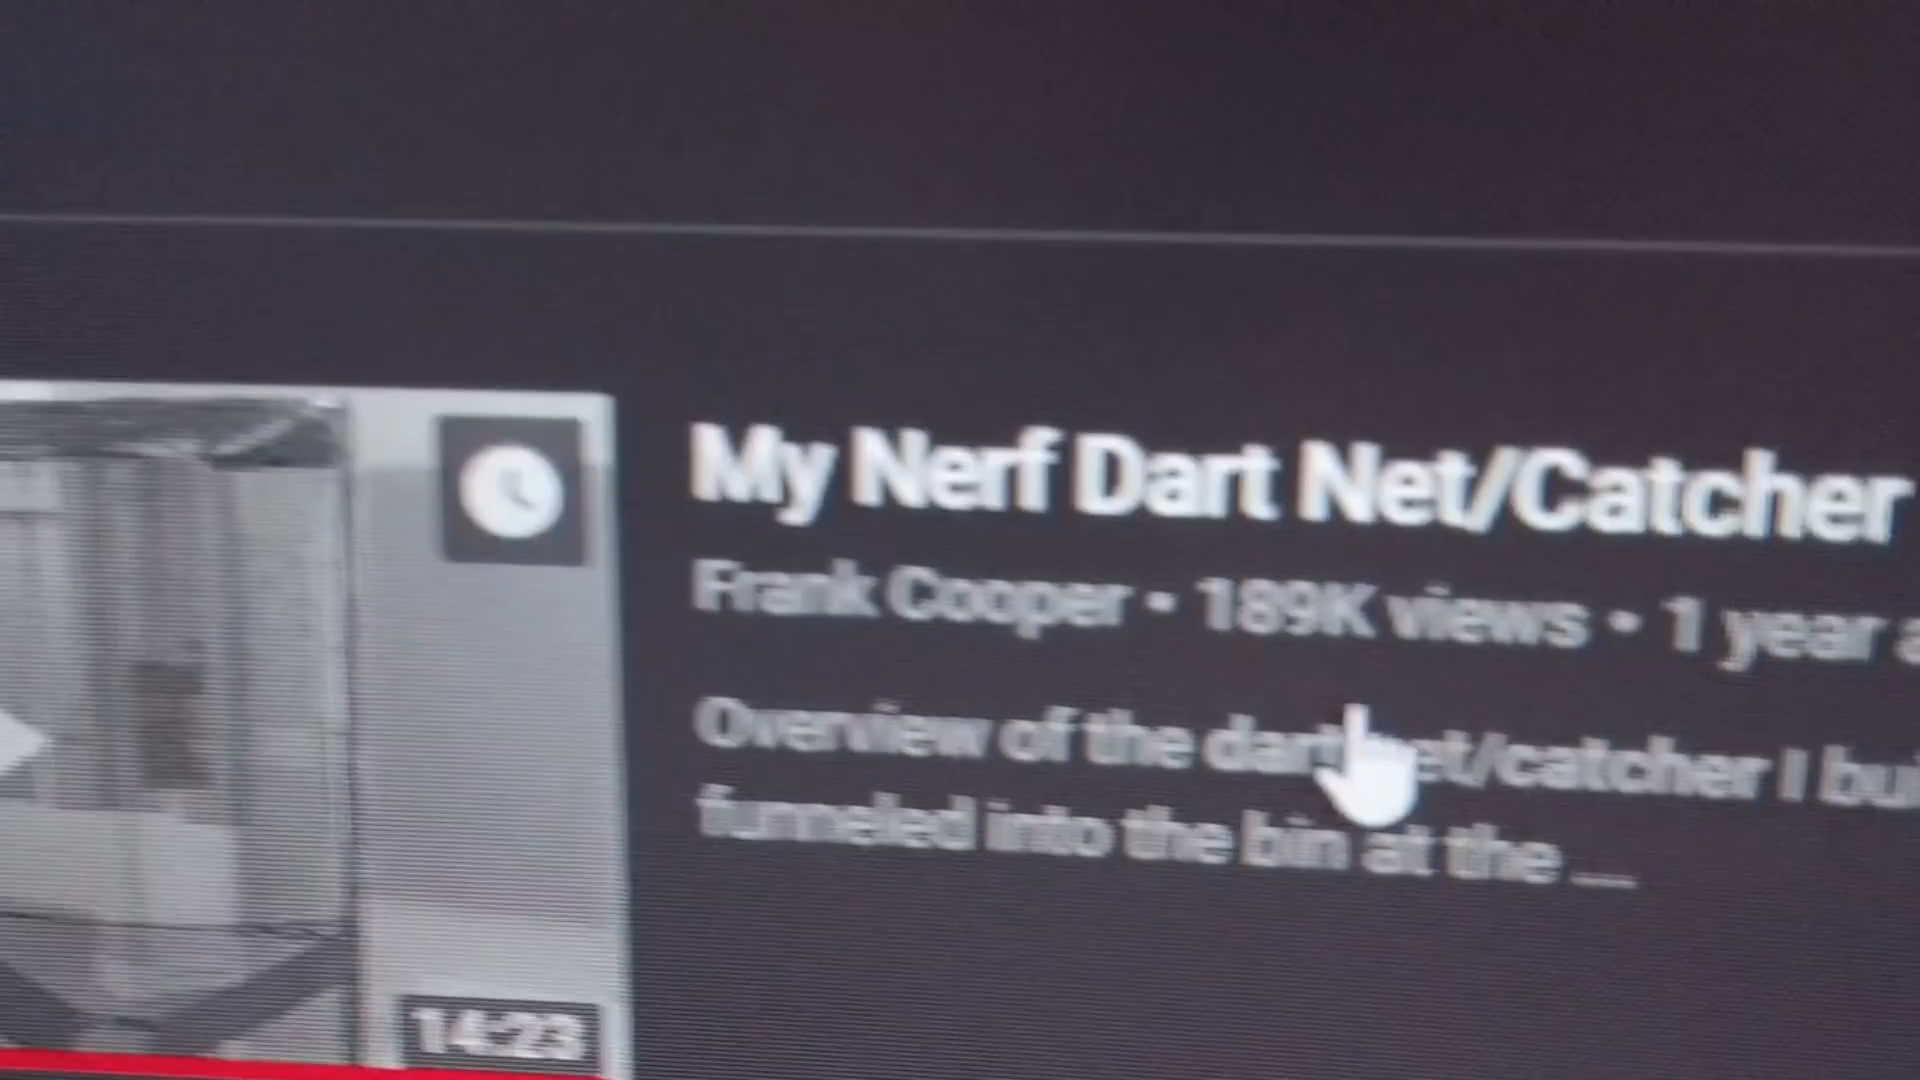 My Nerf Dart Net/Catcher
Frank Cooper • 189K views • 1 year
Overview of the dart et/catcher I
funneled into the bin at the ...
14:23